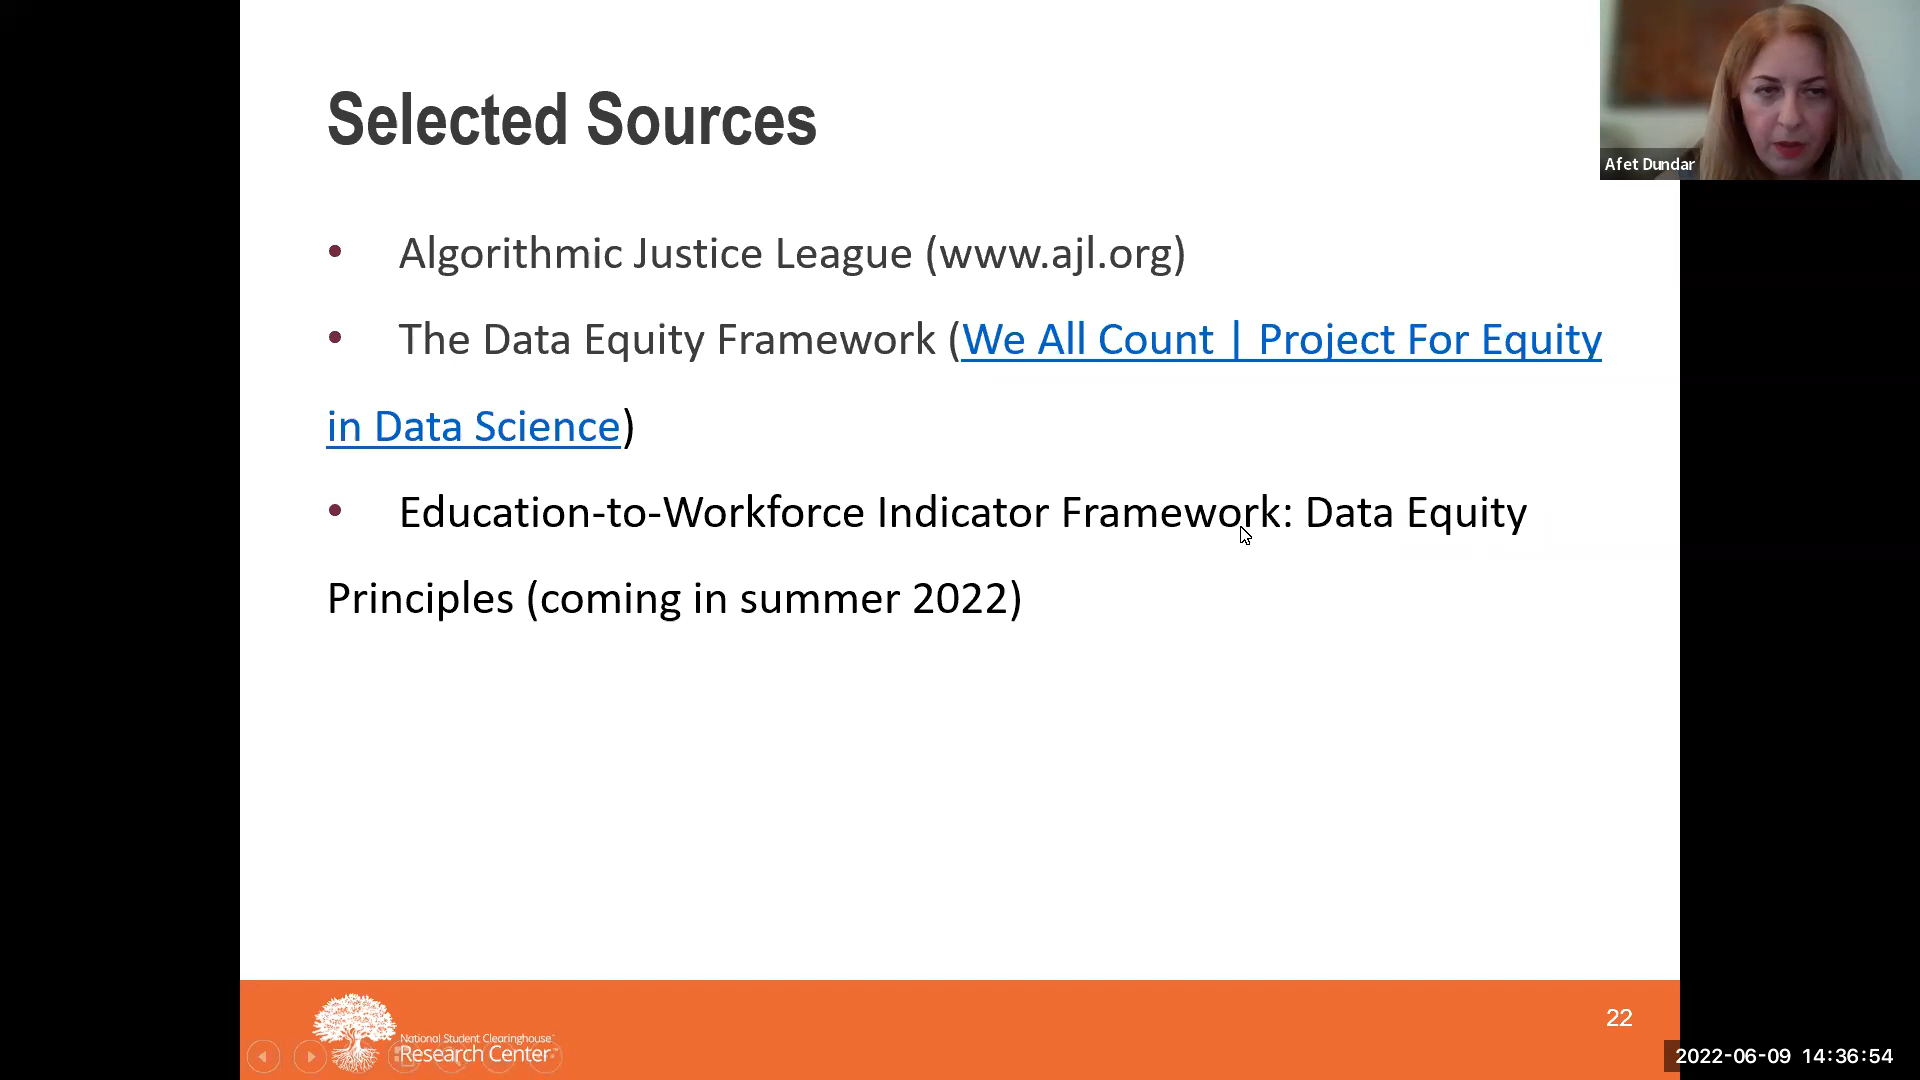 Selected Sources
Afet Dundar
• Algorithmic Justice League (www.ajl.org)
• The Data Equity Framework (We All Count | Project For Equity
in Data Science)
• Education-to-Workforce Indicator Framework: Data Equity
Principles (coming in summer 2022)
National Student Clearinghouse
Research Center
22
2022-06-09 14:36:54